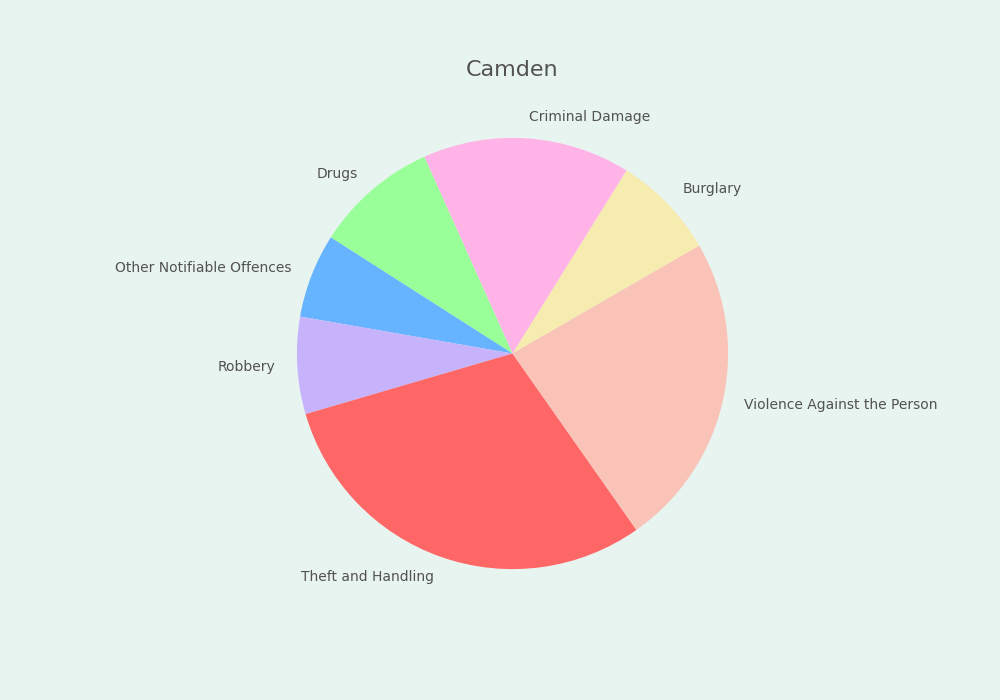 Camden
Criminal Damage
Drugs
Burglary
Other Notifiable Offences
Robbery
Violence Against the Person
Theft and Handling